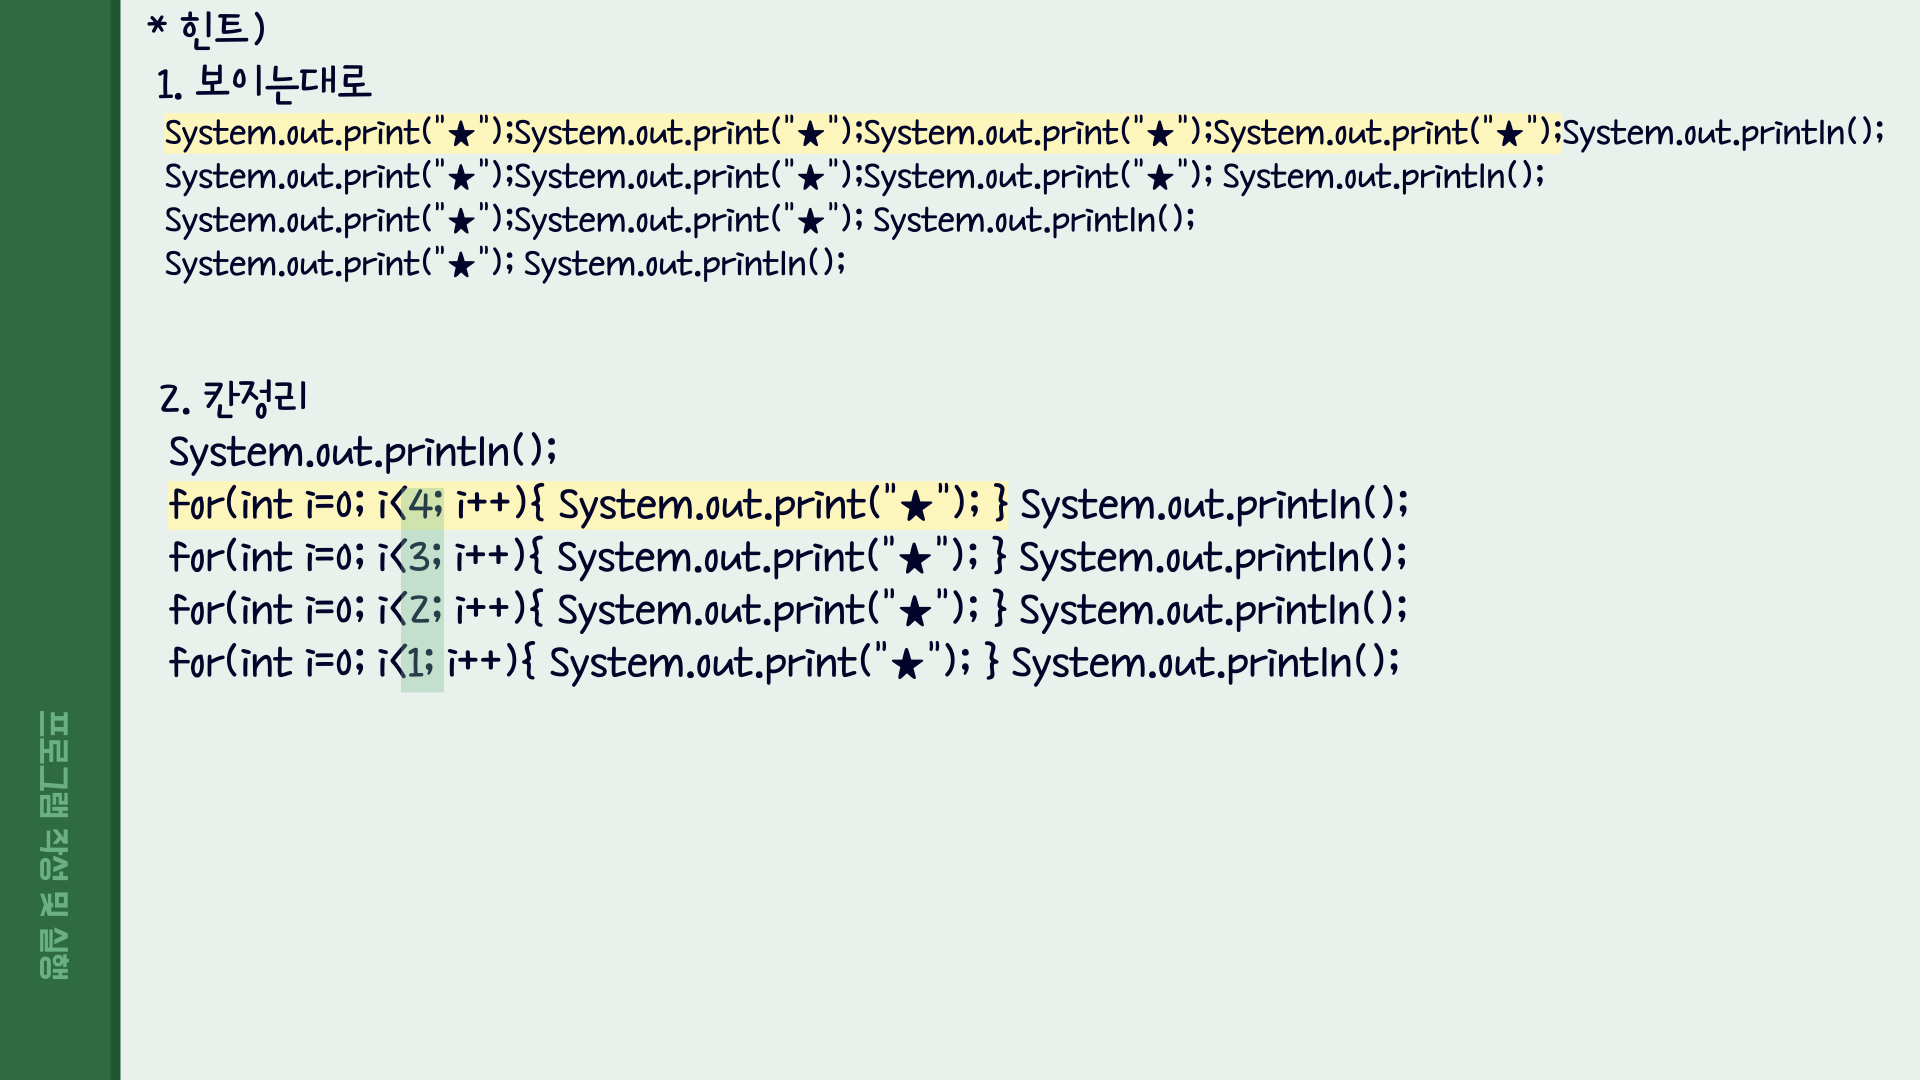 * 힌트)
1. 보이는대로
System.out.print("★");System.out.print("★");System.out.print("★");System.out.print("★");System.out.println();
System.out.print("★");System.out.print("★");System.out.print("★"); System.out.println();
System.out.print("★");System.out.print("★"); System.out.println();
System.out.print("★"); System.out.println();
2. 칸정리
System.out.println();
for(int i=0; i<4; i++){ System.out.print("★"); } System.out.println();
for(int i=0; i<3; i++){ System.out.print("★"); } System.out.println();
for(int i=0; i<2; i++){ System.out.print("★"); } System.out.println();
for(int i=0; i<1; i++){ System.out.print("★"); } System.out.println();
프로그램 작성 및 실행